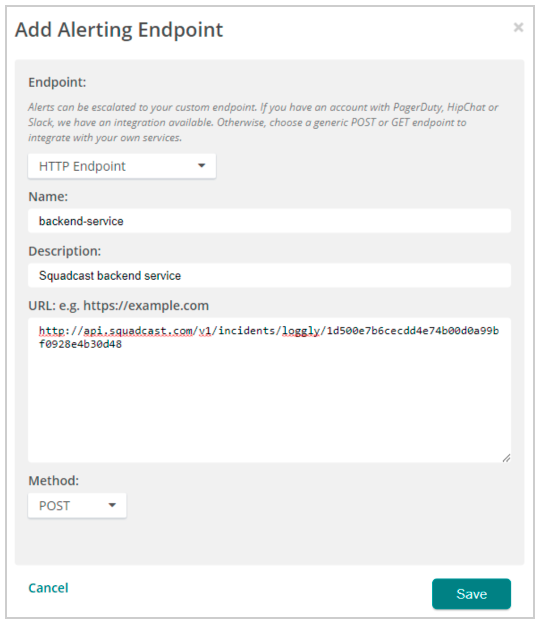 Add Alerting Endpoint
×
Endpoint:
Alerts can be escalated to your custom endpoint. If you have an account with PagerDuty, HipChat or
Slack, we have an integration available. Otherwise, choose a generic POST or GET endpoint to
integrate with your own services.
HTTP Endpoint
Name:
backend-service
Description:
Squadcast backend service
URL: e.g. https://example.com
http://api.squadcast.com/v1/incidents/loggly/1d500e7b6cecdd4e74b00d0a99b
f0928e4b30d48
Method:
POST
Cancel
Save